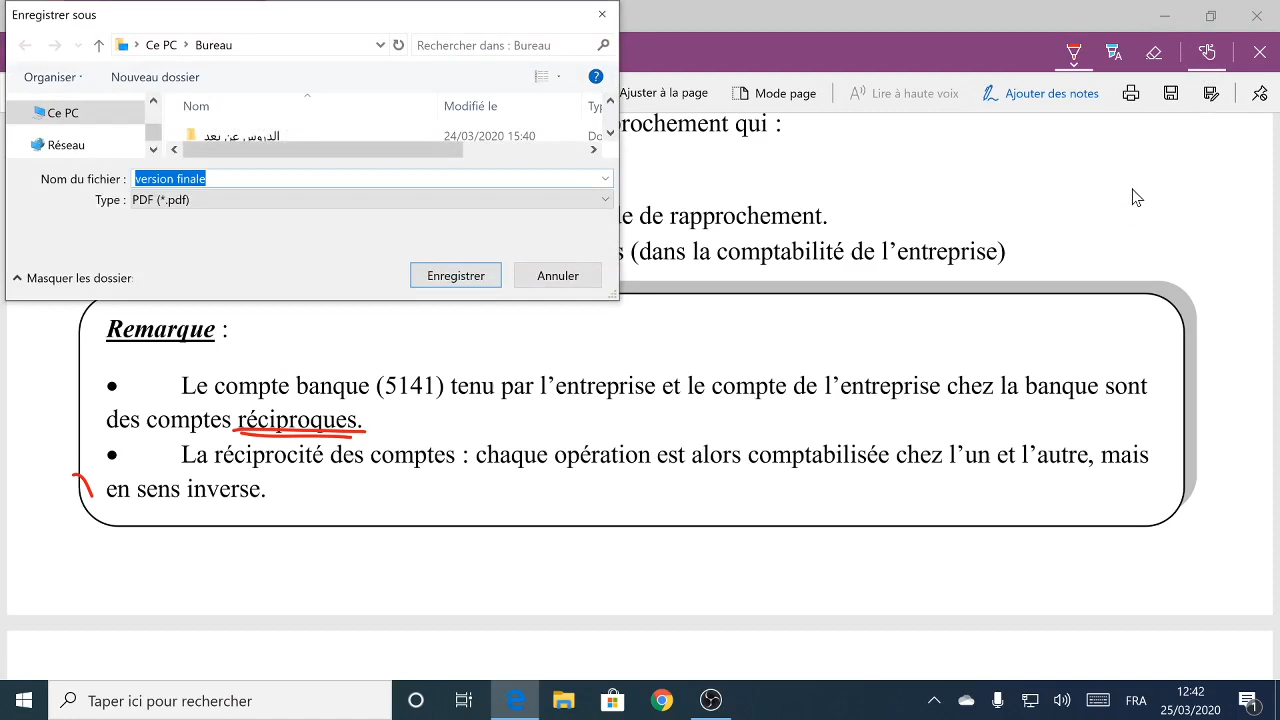 Enregistrer sous
Ce PC
Bureau
Rechercher dans : Bureau
Organiser
Nouveau dossier
Ce PC
Réseau
Nom
Modifié le
الدروس عن بعد
24/03/2020 15:40
Nom du fichier :
version finale
Type :
PDF (*.pdf)
Masquer les dossier
Enregistrer
Annuler
Ajuster à la page
Mode page
Lire à haute voix
Ajouter des notes
rochement qui :
de rapprochement.
(dans la comptabilité de l’entreprise)
Remarque :
• Le compte banque (5141) tenu par l’entreprise et le compte de l’entreprise chez la banque sont
des comptes réciproques.
• La réciprocité des comptes : chaque opération est alors comptabilisée chez l’un et l’autre, mais
en sens inverse.
Taper ici pour rechercher
FRA
12:42
25/03/2020
1